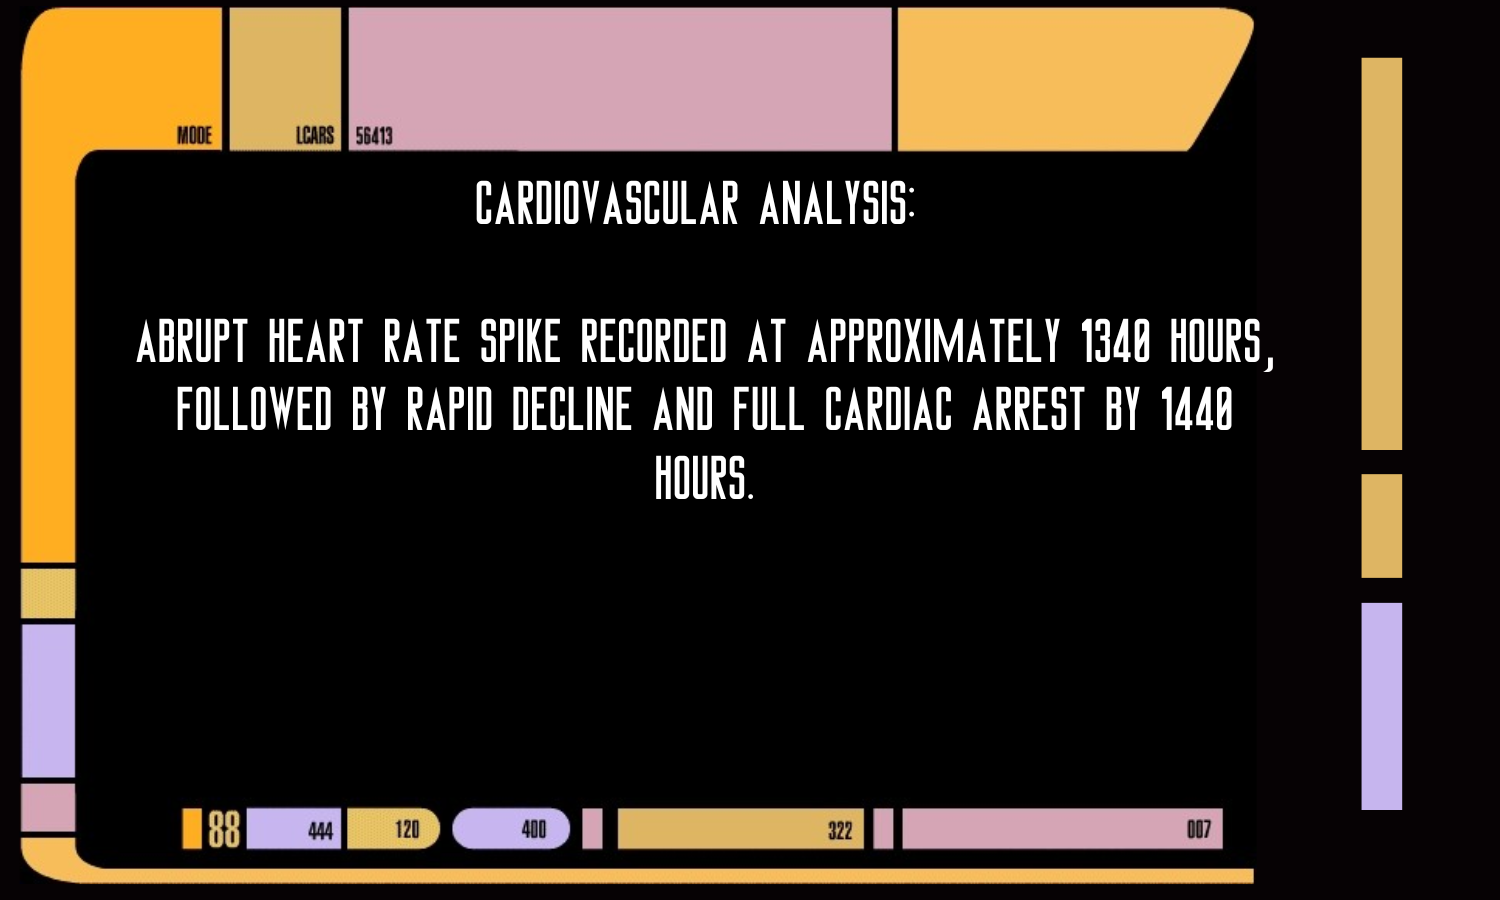 MODE
LCARS
56413
CARDIOVASCULAR ANALYSIS:
ABRUPT HEART RATE SPIKE RECORDED AT APPROXIMATELY 1340 HOURS,
FOLLOWED BY RAPID DECLINE AND FULL CARDIAC ARREST BY 1440
HOURS.
88
444
120
400
322
007